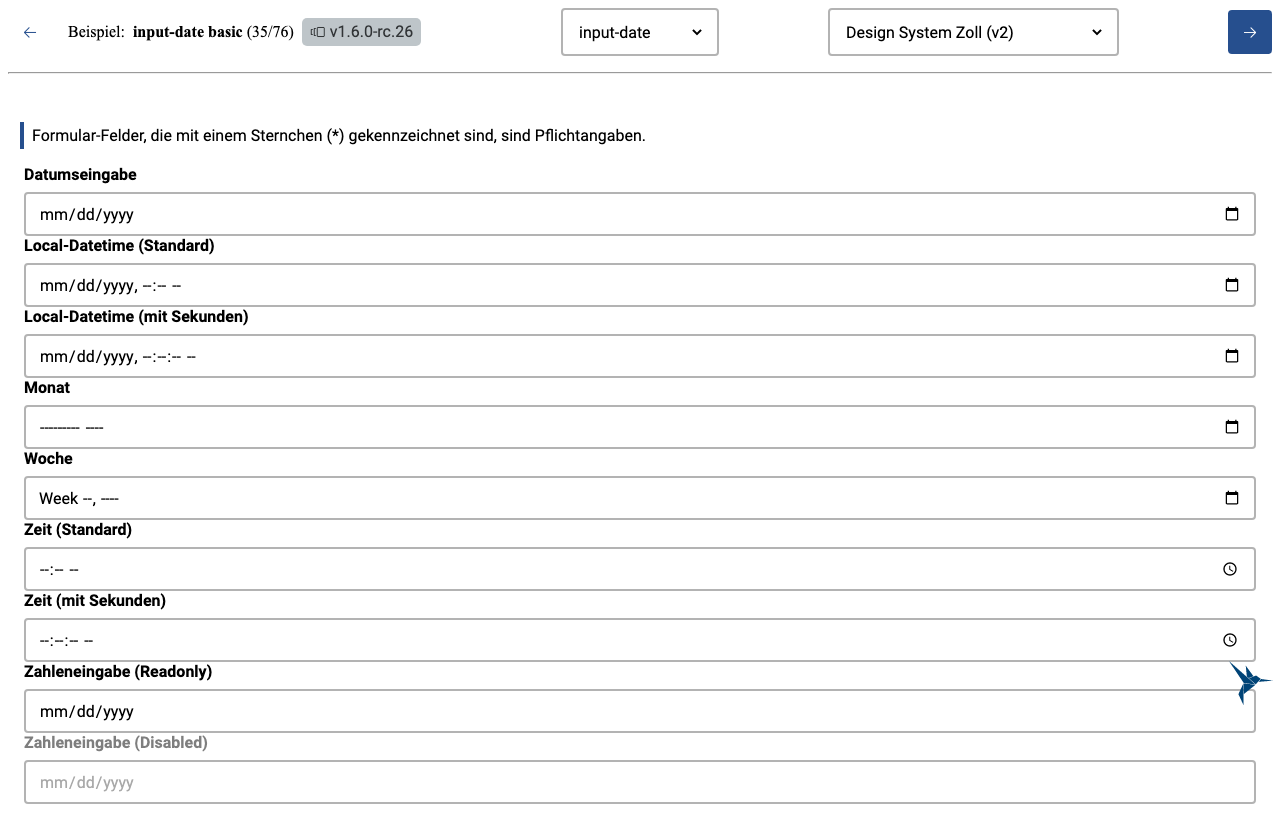 Beispiel: input-date basic (35/76) v1.6.0-rc.26 input-date Design System Zoll (v2)
Formular-Felder, die mit einem Sternchen (*) gekennzeichnet sind, sind Pflichtangaben.
Datumseingabe
mm/dd/yyyy
Local-Datetime (Standard)
mm/dd/yyyy, --:-- --
Local-Datetime (mit Sekunden)
mm/dd/yyyy, --:--:-- --
Monat
--------- ----
Woche
Week --, ----
Zeit (Standard)
--:-- --
Zeit (mit Sekunden)
--:--:-- --
Zahleneingabe (Readonly)
mm/dd/yyyy
Zahleneingabe (Disabled)
mm/dd/yyyy